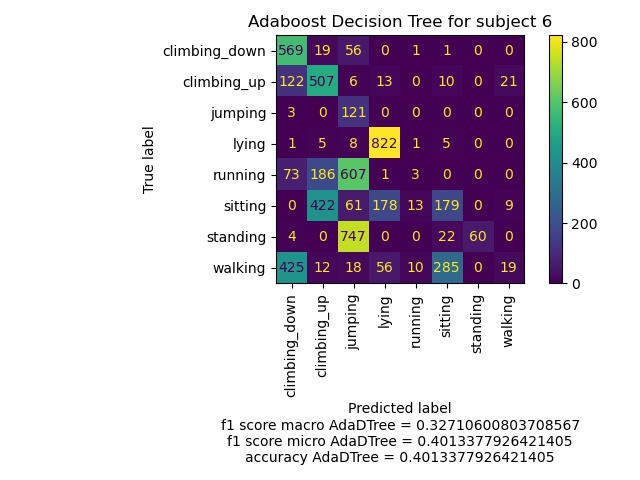 Adaboost Decision Tree for subject 6
True label
climbing_down 569 19 56 0 1 1 0 0
climbing_up 122 507 6 13 0 10 0 21
jumping 3 0 121 0 0 0 0 0
lying 1 5 8 822 1 5 0 0
running 73 186 607 1 3 0 0 0
sitting 0 422 61 178 13 179 0 9
standing 4 0 747 0 0 22 60 0
walking 425 12 18 56 10 285 0 19
climbing_down climbing_up jumping lying running sitting standing walking
800
600
400
200
0
Predicted label
f1 score macro AdaDTree = 0.32710600803708567
f1 score micro AdaDTree = 0.4013377926421405
accuracy AdaDTree = 0.4013377926421405